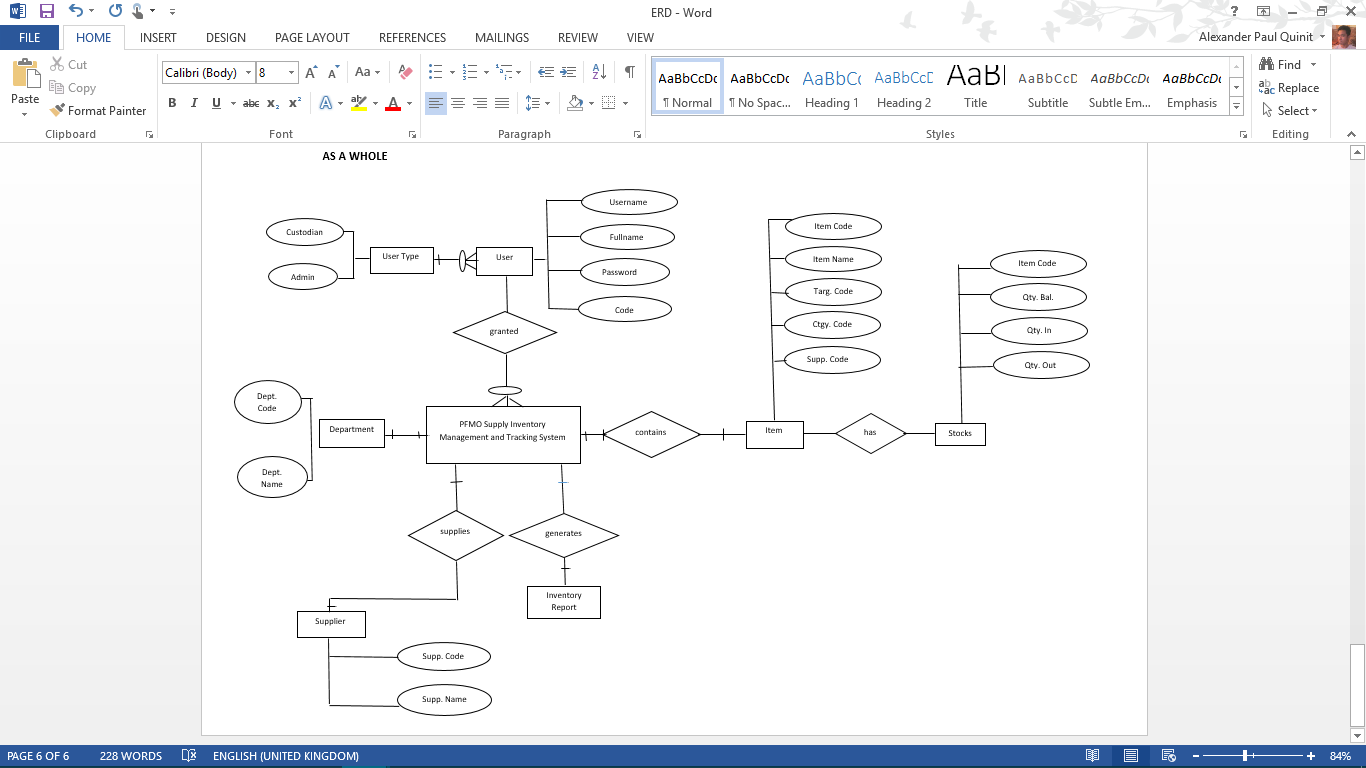 ERD - Word
FILE
HOME
INSERT
DESIGN
PAGE LAYOUT
REFERENCES
MAILINGS
REVIEW
VIEW
Alexander Paul Quinit
Paste
Cut
Copy
Format Painter
Clipboard
Calibri (Body)
8
Font
Paragraph
AaBbCcDc
¶ Normal
AaBbCcDc
¶ No Spac...
AaBbCc
Heading 1
AaBbCcD
Heading 2
AaBl
Title
AaBbCcD
Subtitle
AaBbCcDc
Subtle Em...
AaBbCcDc
Emphasis
Styles
Find
Replace
Select
Editing
AS A WHOLE
Custodian
Admin
User Type
User
Username
Fullname
Password
Code
granted
Item Code
Item Name
Targ. Code
Ctgy. Code
Supp. Code
Item Code
Qty. Bal.
Qty. In
Qty. Out
Dept.
Code
Department
Dept.
Name
PFMO Supply Inventory
Management and Tracking System
contains
Item
has
Stocks
supplies
generates
Inventory
Report
Supplier
Supp. Code
Supp. Name
PAGE 6 OF 6
228 WORDS
ENGLISH (UNITED KINGDOM)
84%